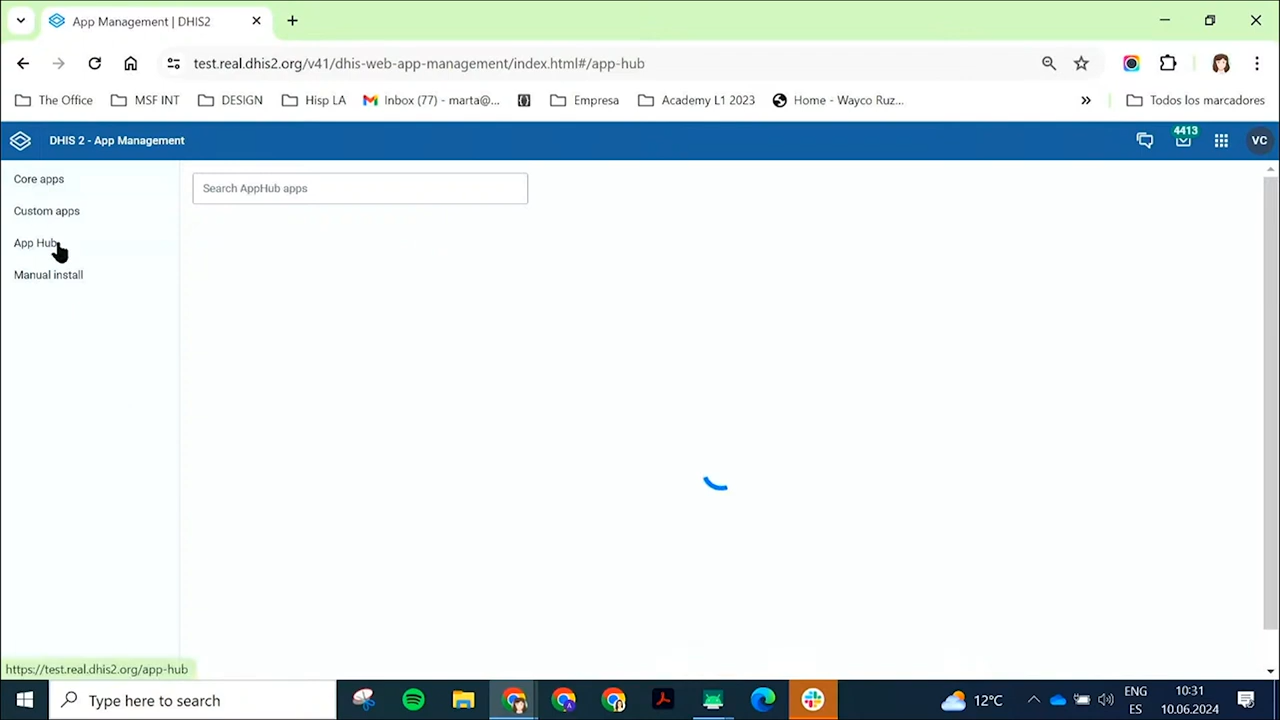 App Management | DHIS2
test.real.dhis2.org/v41/dhis-web-app-management/index.html#/app-hub
The Office
MSF INT
DESIGN
Hisp LA
Inbox (77) - marta@...
Empresa
Academy L1 2023
Home - Wayco Ruz...
»
Todos los marcadores
DHIS 2 - App Management
4413
VC
Core apps
Search AppHub apps
Custom apps
App Hub
Manual install
https://test.real.dhis2.org/app-hub
Type here to search
12°C
ENG
ES
10:31
10.06.2024